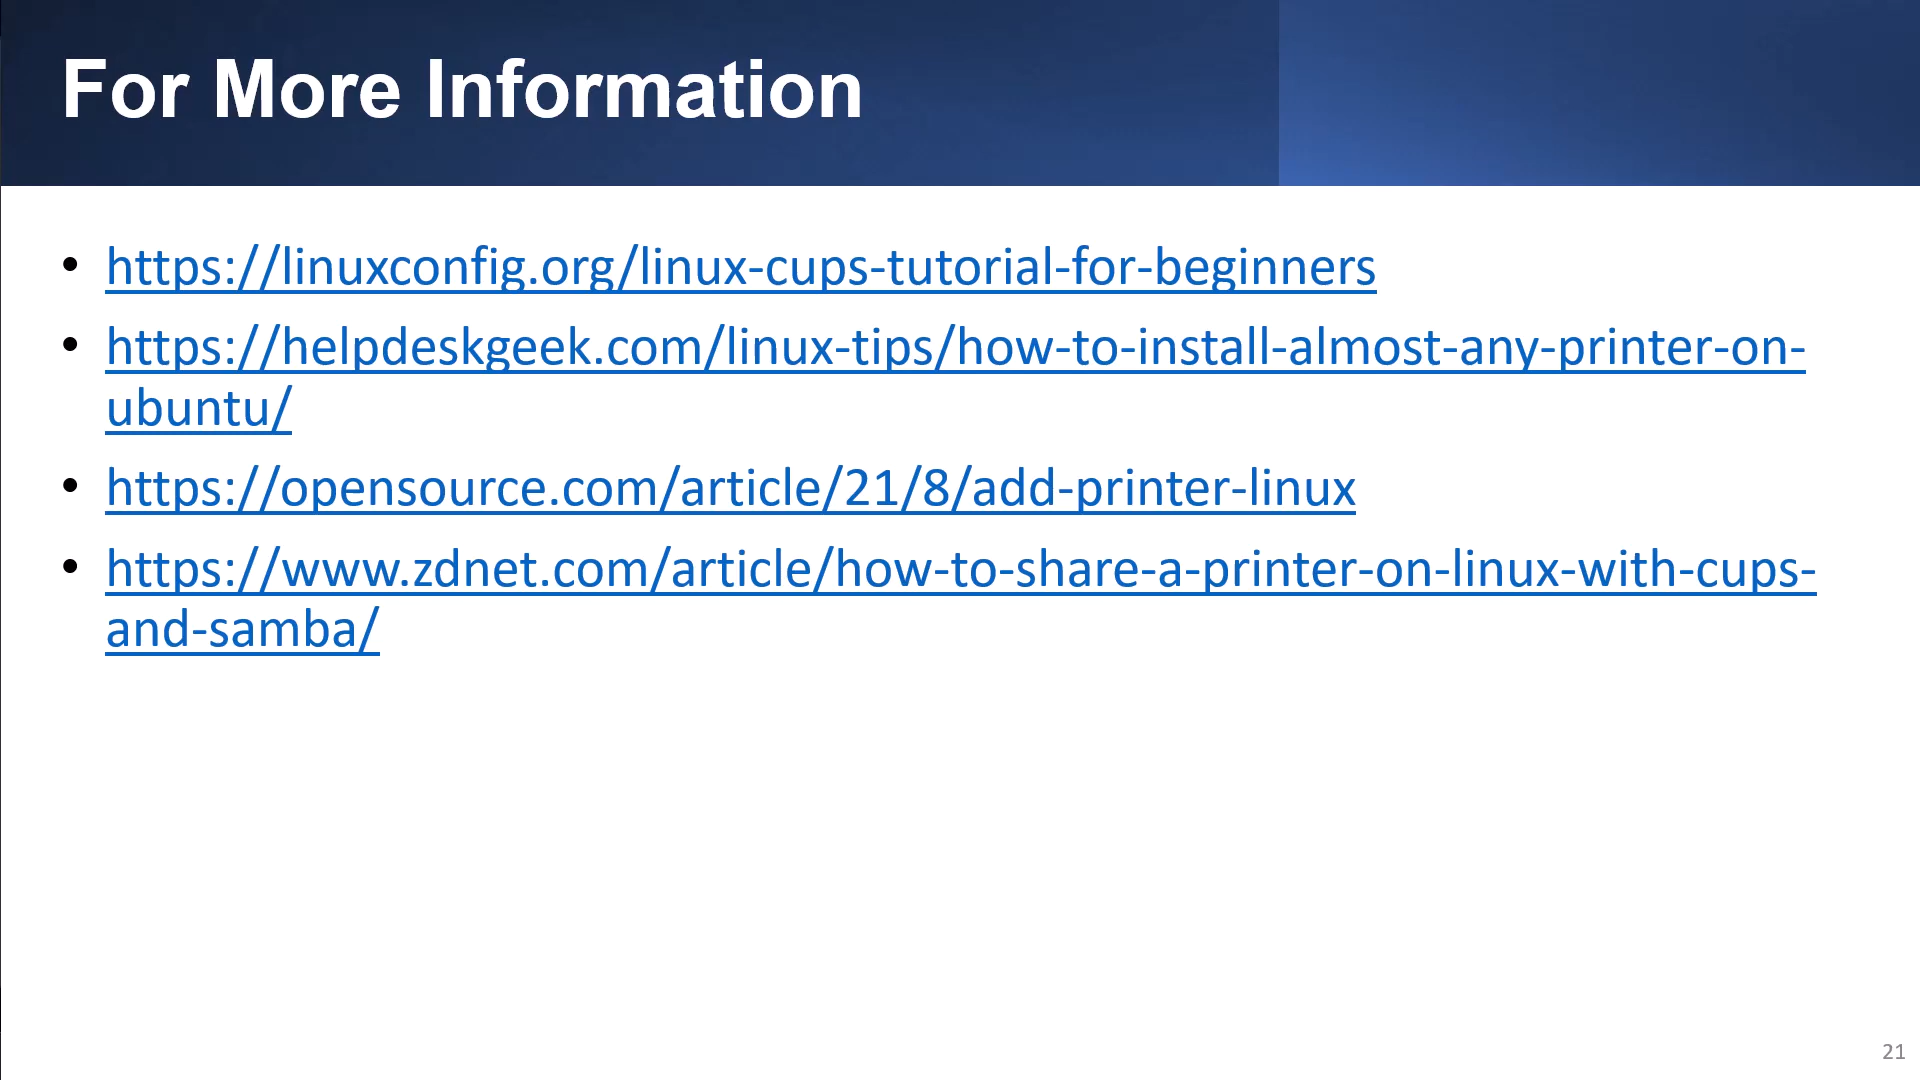 For More Information
• https://linuxconfig.org/linux-cups-tutorial-for-beginners
• https://helpdeskgeek.com/linux-tips/how-to-install-almost-any-printer-on-
ubuntu/
• https://opensource.com/article/21/8/add-printer-linux
• https://www.zdnet.com/article/how-to-share-a-printer-on-linux-with-cups-
and-samba/
21